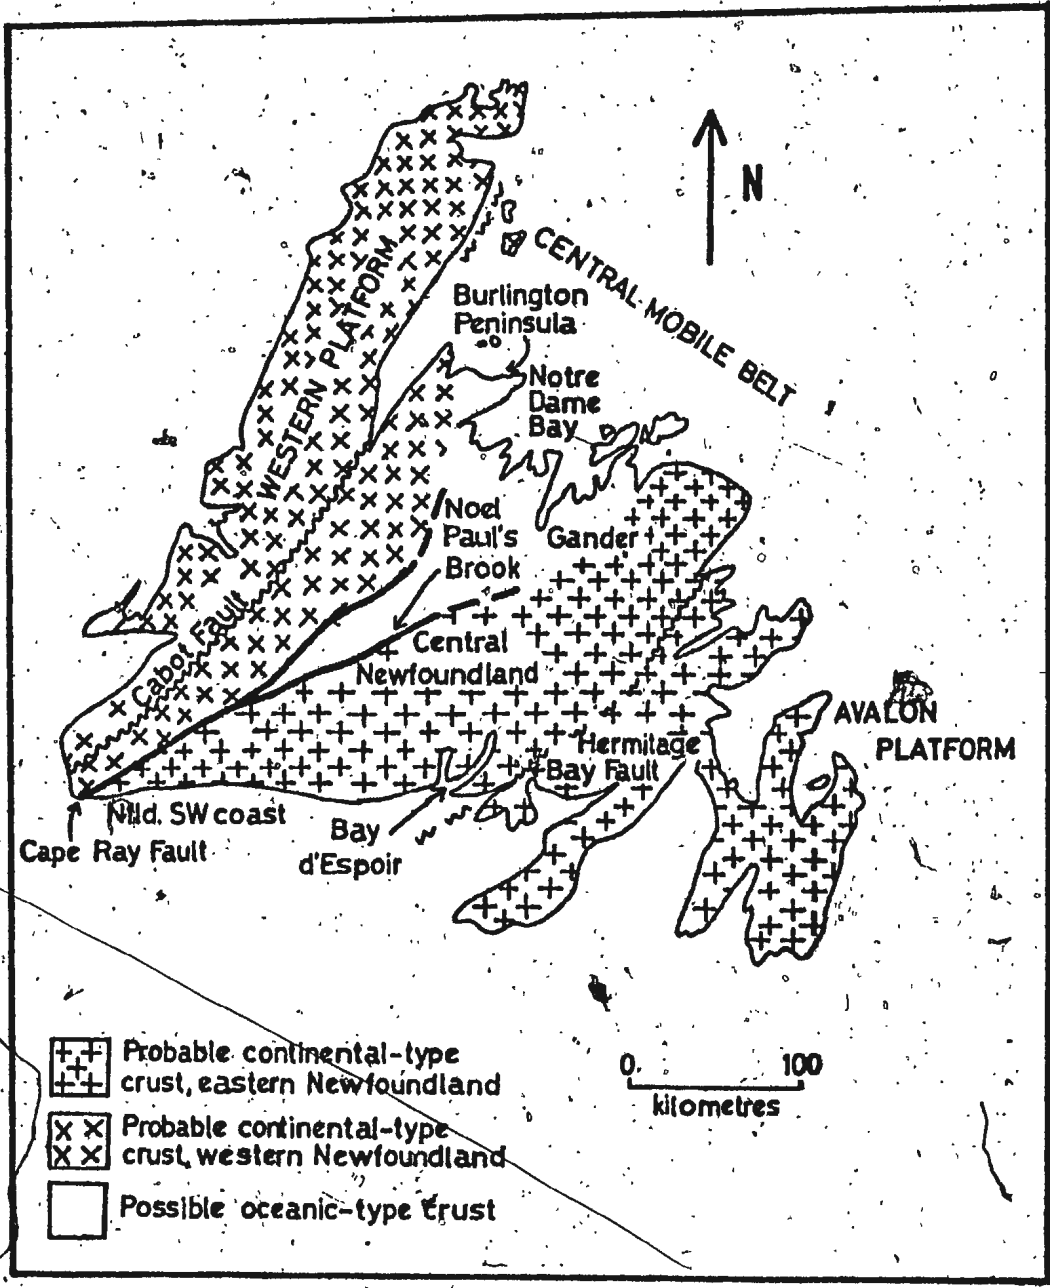 N
CENTRAL MOBILE BELT
WESTERN PLATFORM
Burlington
Peninsula
Notre
Dame
Bay
Noel
Paul's
Brook
Gander
Central
Newfoundland
Cabot Fault
AVALON
PLATFORM
Hermitage
Bay Fault
Nfld. SW coast
Bay
d'Espoir
Cape Ray Fault
Probable continental-type
crust, eastern Newfoundland
Probable continental-type
crust, western Newfoundland
Possible oceanic-type crust
0 100
kilometres